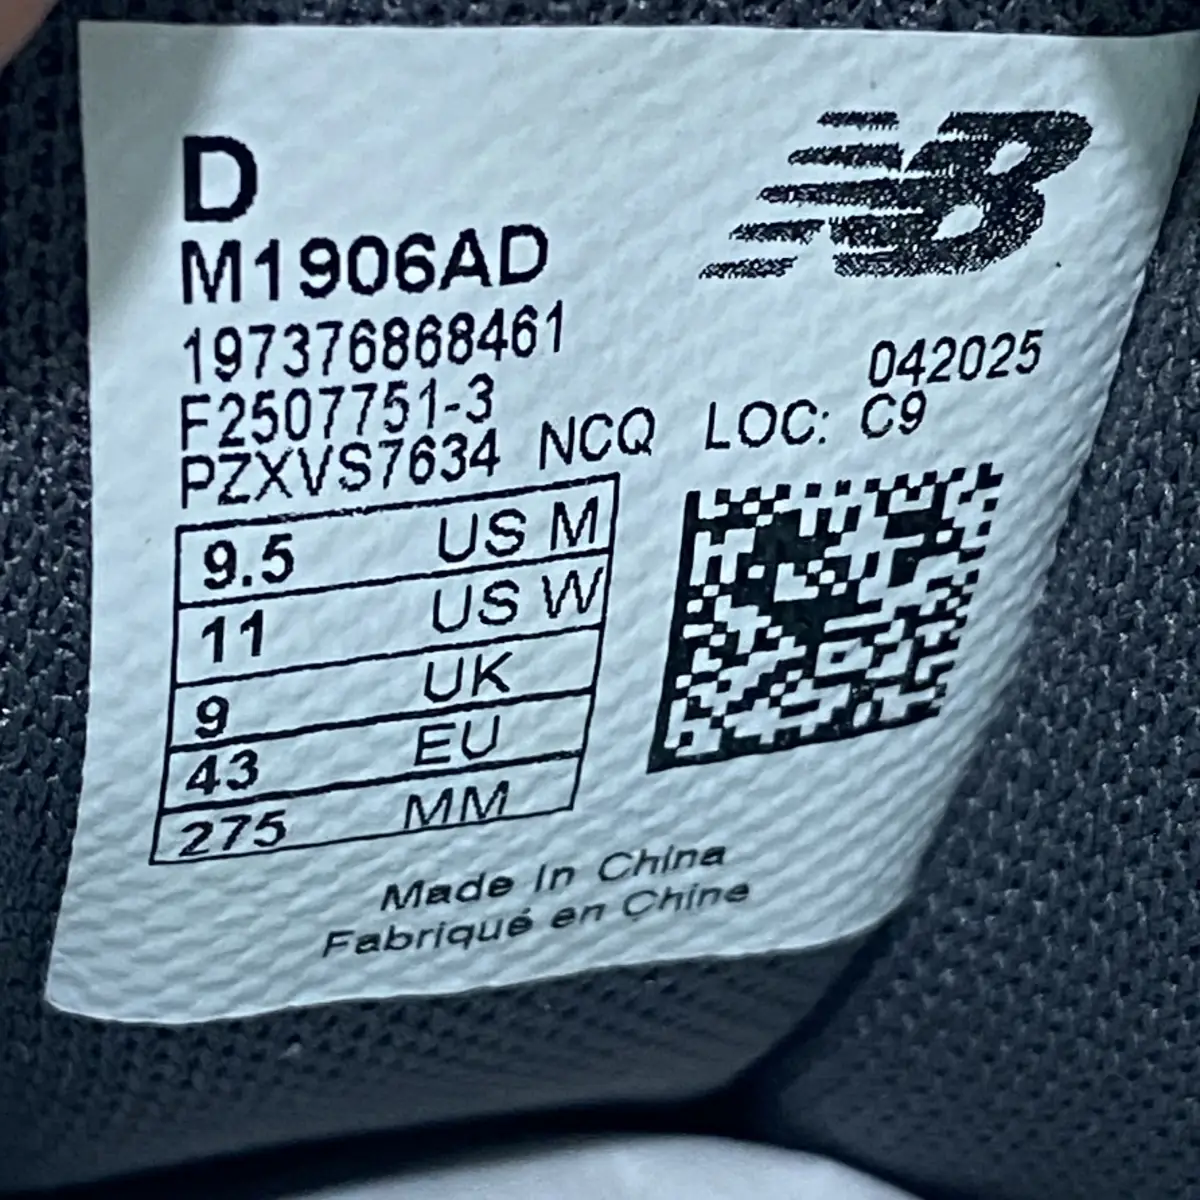 D
NB
M1906AD
197376868461
042025
F2507751-3
PZXVS7634 NCQ LOC: C9
9.5 US M
11 US W
9 UK
43 EU
275 MM
Made In China
Fabriqué en Chine